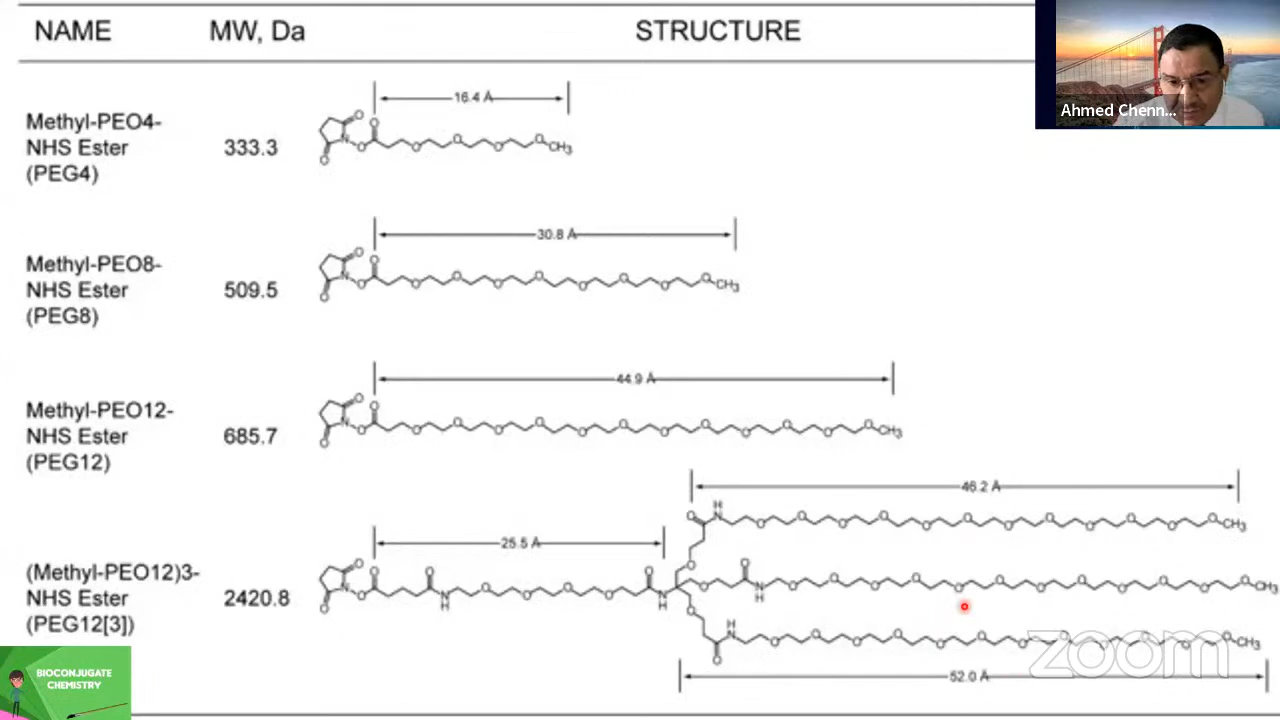 NAME
MW, Da
STRUCTURE
Ahmed Chenn...
Methyl-PEO4-
NHS Ester
(PEG4)
333.3
16.4 Å
O O N O O O O O O CH3
Methyl-PEO8-
NHS Ester
(PEG8)
509.5
30.8 Å
O O N O O O O O O O O O O CH3
Methyl-PEO12-
NHS Ester
(PEG12)
685.7
44.9 Å
O O N O O O O O O O O O O O O O O CH3
(Methyl-PEO12)3-
NHS Ester
(PEG12[3])
2420.8
25.5 Å
46.2 Å
52.0 Å
CH3
CH3
CH3
BIOCONJUGATE
CHEMISTRY
zoom